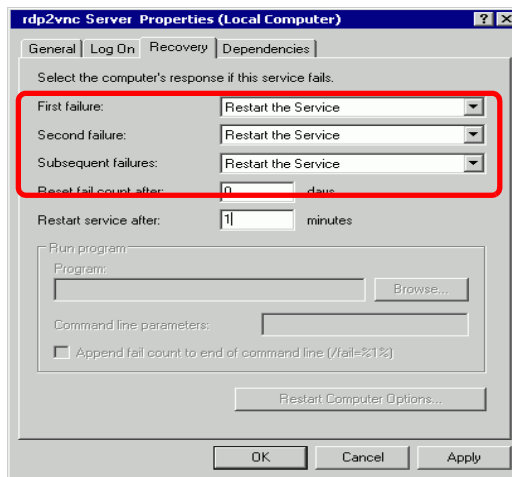 rdp2vnc Server Properties (Local Computer)
General Log On Recovery Dependencies
Select the computer's response if this service fails.
First failure: Restart the Service
Second failure: Restart the Service
Subsequent failures: Restart the Service
Reset fail count after: 0 days
Restart service after: 1 minutes
Run program
Program:
Browse...
Command line parameters:
Append fail count to end of command line (/fail=%1%)
Restart Computer Options...
OK Cancel Apply